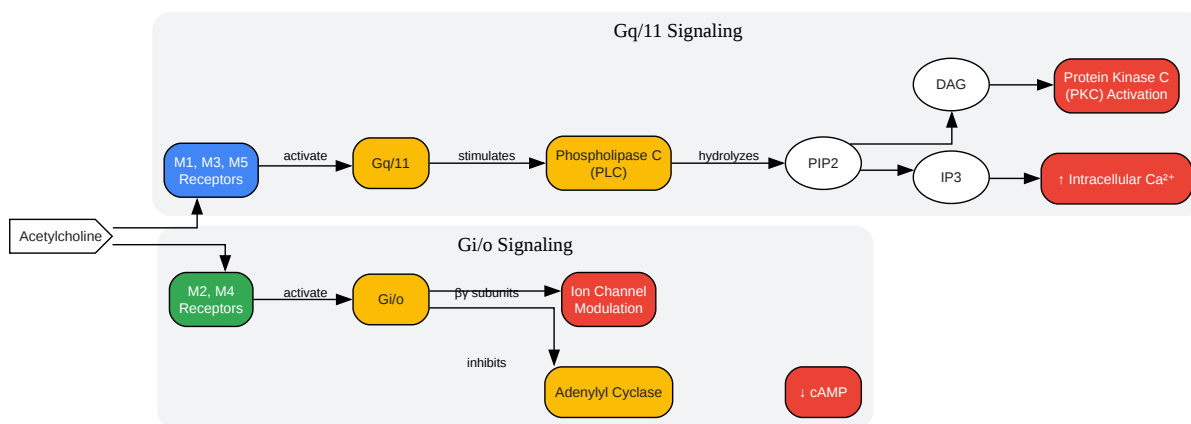 Gq/11 Signaling
DAG
Protein Kinase C
(PKC) Activation
M1, M3, M5
Receptors
activate
Gq/11
stimulates
Phospholipase C
(PLC)
hydrolyzes
PIP2
IP3
↑ Intracellular Ca²⁺
Acetylcholine
Gi/o Signaling
M2, M4
Receptors
activate
Gi/o
βγ subunits
Ion Channel
Modulation
inhibits
Adenylyl Cyclase
↓ cAMP